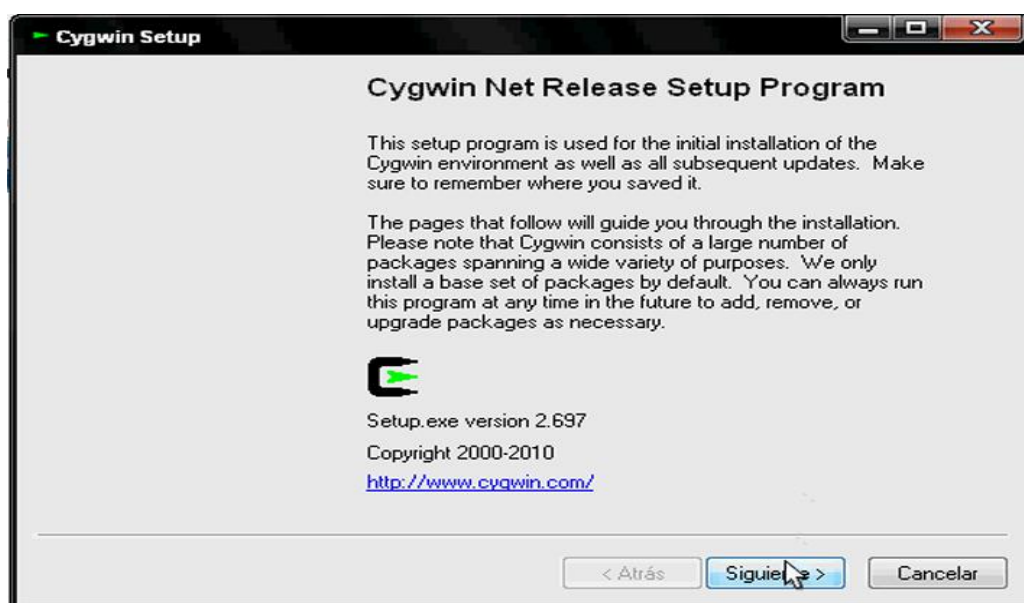 Cygwin Setup
Cygwin Net Release Setup Program
This setup program is used for the initial installation of the
Cygwin environment as well as all subsequent updates. Make
sure to remember where you saved it.
The pages that follow will guide you through the installation.
Please note that Cygwin consists of a large number of
packages spanning a wide variety of purposes. We only
install a base set of packages by default. You can always run
this program at any time in the future to add, remove, or
upgrade packages as necessary.
Setup.exe version 2.697
Copyright 2000-2010
http://www.cygwin.com/
< Atrás Siguiente > Cancelar